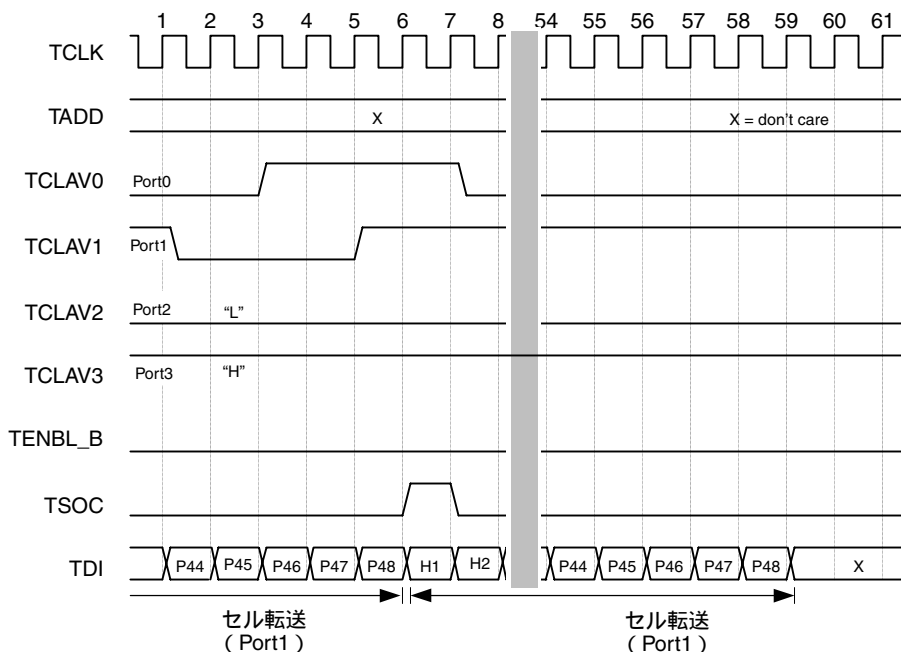 1 2 3 4 5 6 7 8 54 55 56 57 58 59 60 61
TCLK
TADD X X = don't care
TCLAV0 Port0
TCLAV1 Port1
TCLAV2 Port2 “L”
TCLAV3 Port3 “H”
TENBL_B
TSOC
TDI P44 P45 P46 P47 P48 H1 H2 P44 P45 P46 P47 P48 X
セル転送 セル転送
( Port1 ) ( Port1 )